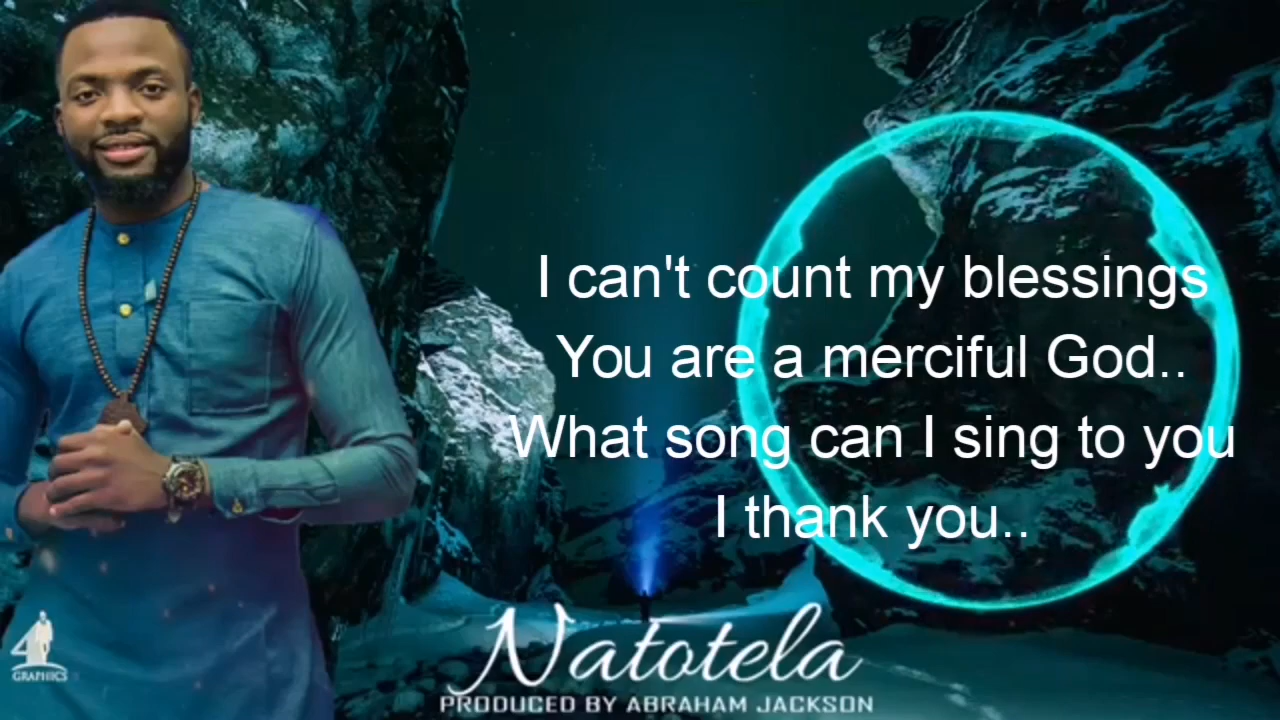 I can't count my blessings
You are a merciful God..
What song can I sing to you
I thank you..
Natotela
PRODUCED BY ABRAHAM JACKSON
4
GRAPHICS